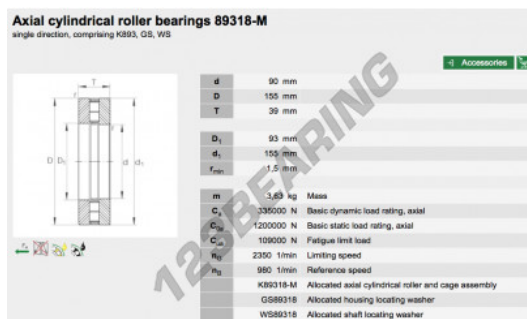 Axial cylindrical roller bearings 89318-M
single direction, comprising K893, GS, WS
Accessories
d 90 mm
D 155 mm
T 39 mm
D1 93 mm
d1 155 mm
rmin 1,5 mm
m 3,63 kg Mass
Ca 335000 N Basic dynamic load rating, axial
C0a 1200000 N Basic static load rating, axial
Cua 109000 N Fatigue limit load
nG 2350 1/min Limiting speed
nB 980 1/min Reference speed
K89318-M Allocated axial cylindrical roller and cage assembly
GS89318 Allocated housing locating washer
WS89318 Allocated shaft locating washer
T
r
r
D D1 d d1
123BEARING